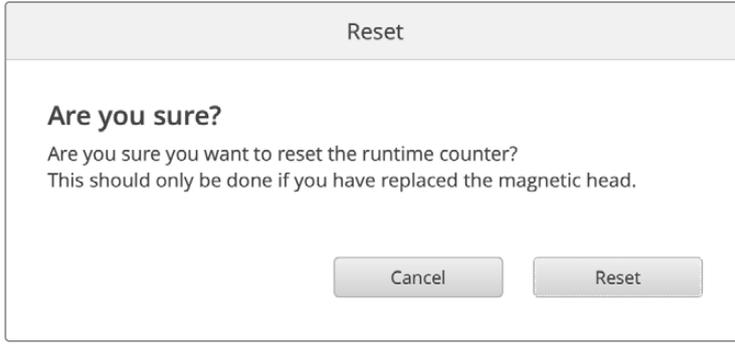 Reset
Are you sure?
Are you sure you want to reset the runtime counter?
This should only be done if you have replaced the magnetic head.
Cancel Reset